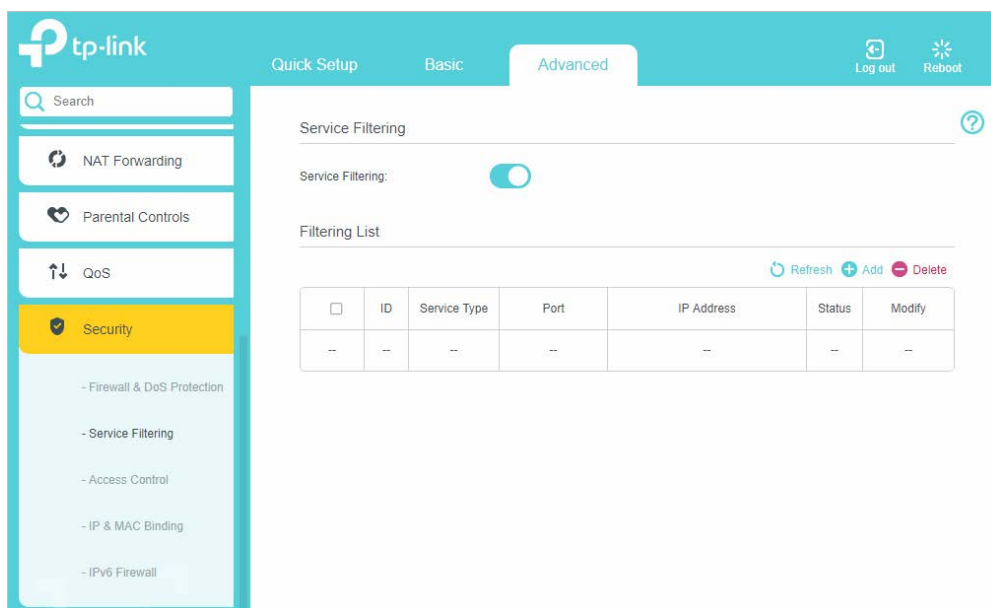 tp-link
Quick Setup Basic Advanced Log out Reboot
Search
NAT Forwarding
Parental Controls
QoS
Security
- Firewall & DoS Protection
- Service Filtering
- Access Control
- IP & MAC Binding
- IPv6 Firewall
Service Filtering ?
Service Filtering:
Filtering List
Refresh Add Delete
ID Service Type Port IP Address Status Modify
-- -- -- -- -- -- --